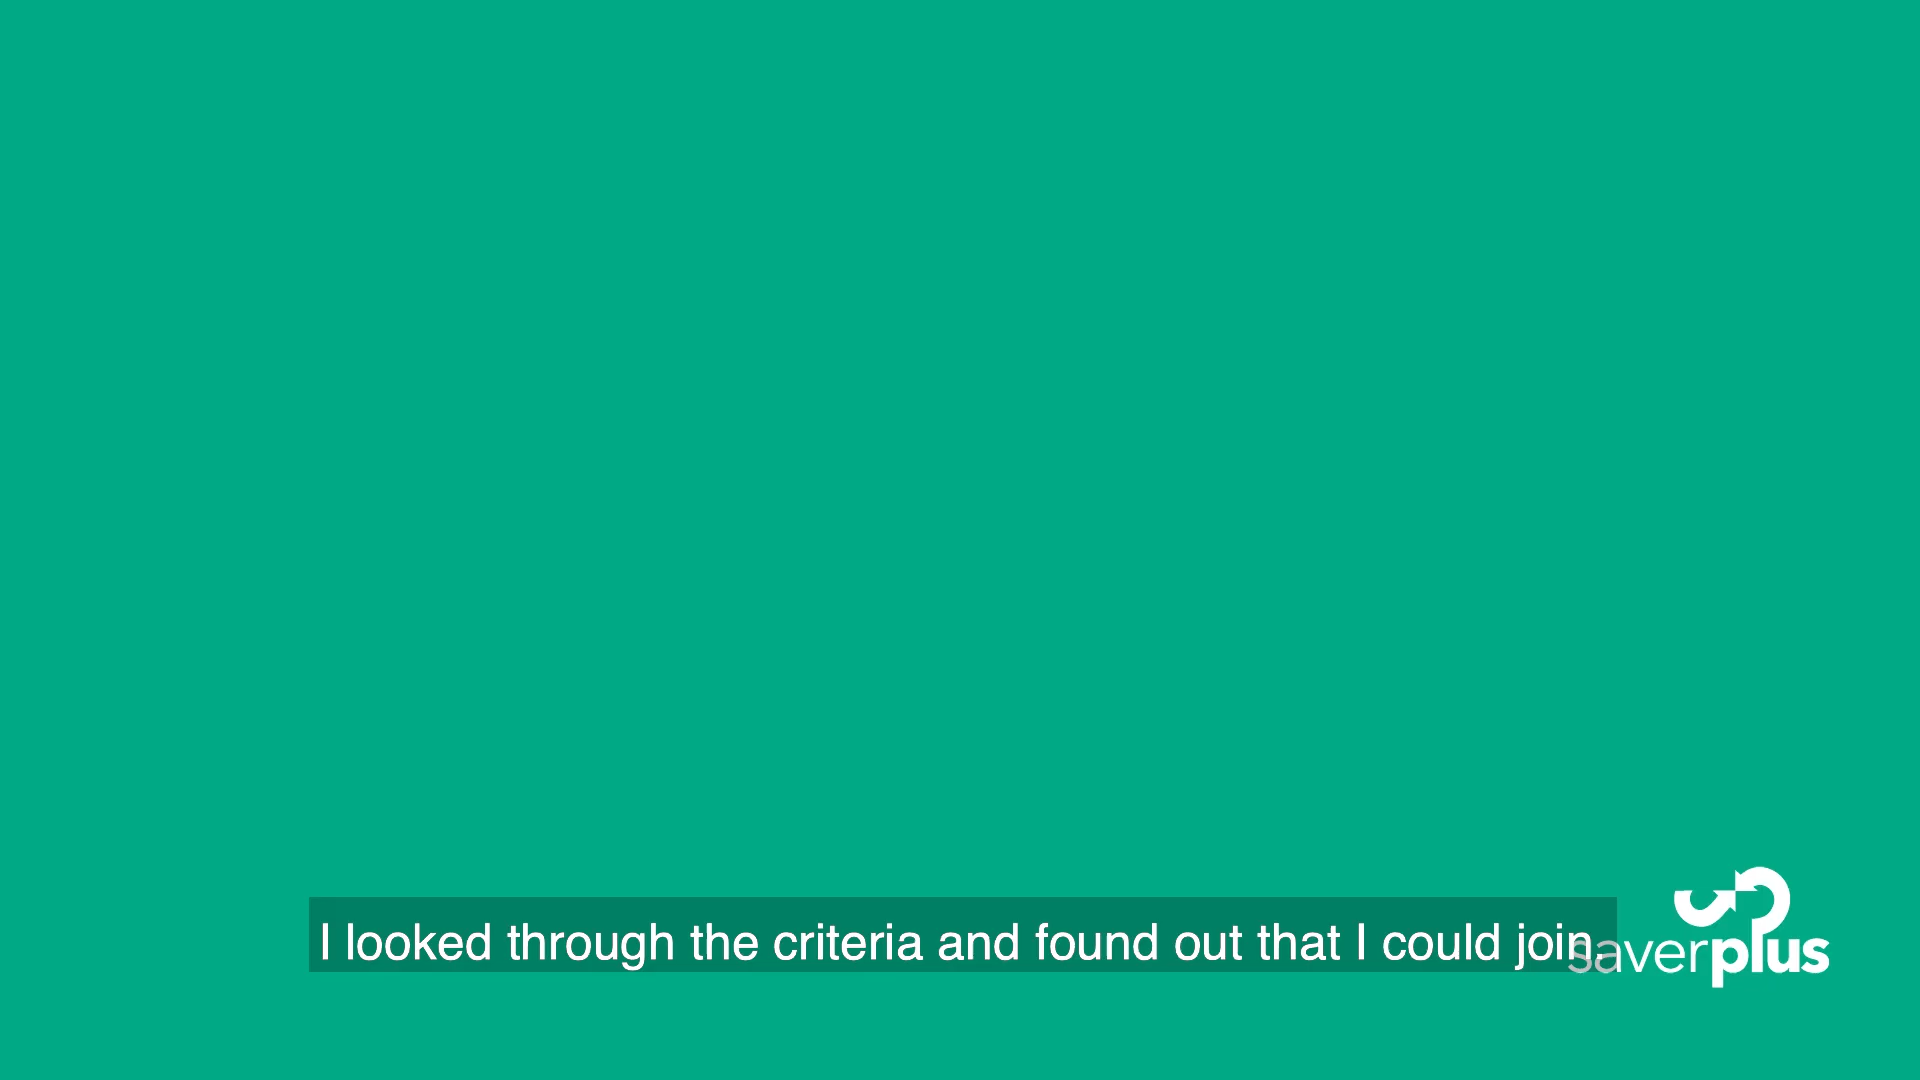 I looked through the criteria and found out that I could join.
saverplus